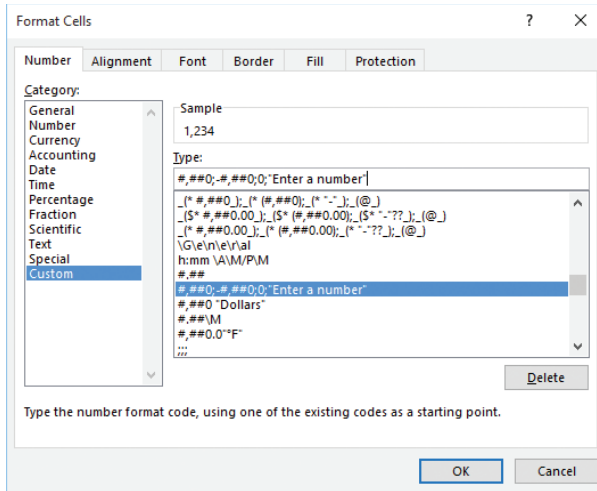 Format Cells ? ×
Number Alignment Font Border Fill Protection
Category:
General
Number
Currency
Accounting
Date
Time
Percentage
Fraction
Scientific
Text
Special
Custom
Sample
1,234
Type:
#,##0;-#,##0;0;"Enter a number"
_(* #,##0_);_(* (#,##0);_(* "-"_);_(@_)
_($* #,##0.00_);_($* (#,##0.00);_($* "-"??_);_(@_)
_(* #,##0.00_);_(* (#,##0.00);_(* "-"??_);_(@_)
\G\e\n\e\r\al
h:mm \A\M/P\M
#.##
#,##0;-#,##0;0;"Enter a number"
#,##0 "Dollars"
#.##\M
#,##0.0"°F"
;;;
Delete
Type the number format code, using one of the existing codes as a starting point.
OK Cancel